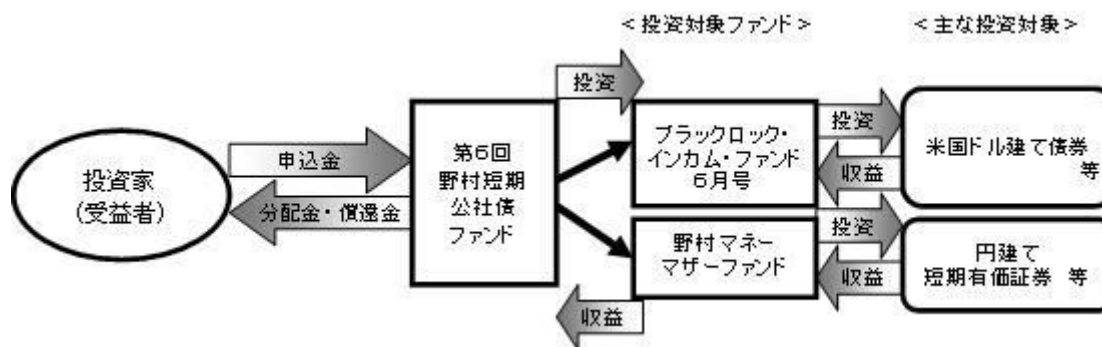 ＜投資対象ファンド＞
＜主な投資対象＞
投資
投資家
(受益者)
申込金
分配金・償還金
第6回
野村短期
公社債
ファンド
ブラックロック・
インカム・ファンド
6月号
投資
収益
米国ドル建て債券
等
野村マネー
マザーファンド
投資
収益
円建て
短期有価証券 等
収益